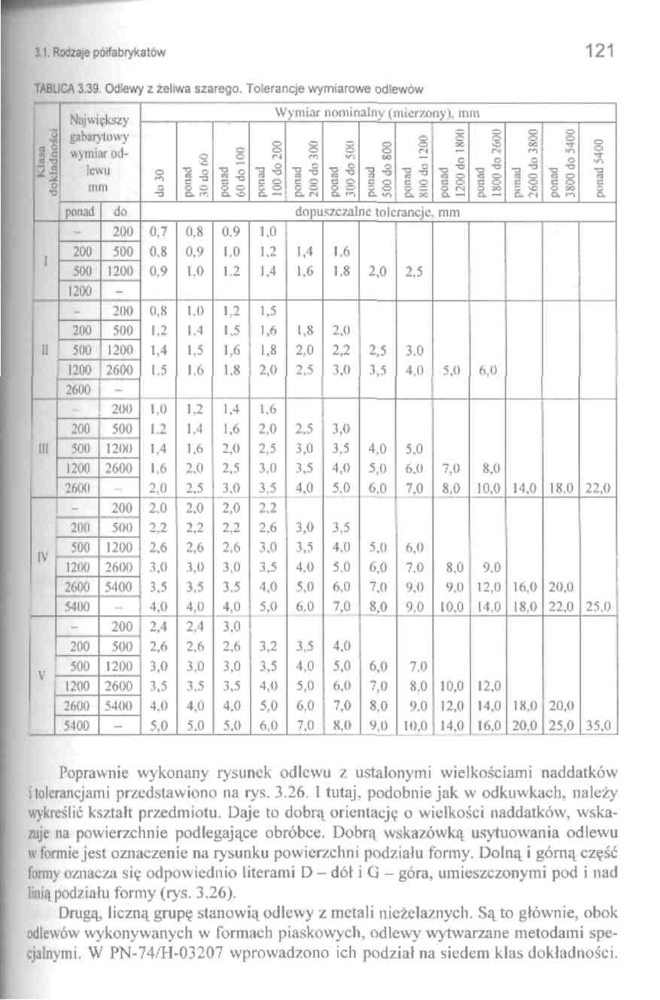 3.1. Rodzaje półfabrykatów 121
TABLICA 3.39. Odlewy z żeliwa szarego. Tolerancje wymiarowe odlewów
Klasa dokładności
Największy gabarytowy wymiar od-lewu mm
Wymiar nominalny (mierzony), mm
do 30
ponad 30 do 60
ponad 60 do 100
ponad 100 do 200
ponad 200 do 300
ponad 300 do 500
ponad 500 do 800
ponad 800 do 1200
ponad 1200 do 1800
ponad 1800 do 2600
ponad 2600 do 3800
ponad 3800 do 5400
ponad 5400
ponad do dopuszczalne tolerancje, mm
I
– 200 0,7 0,8 0,9 1,0
200 500 0,8 0,9 1,0 1,2 1,4 1,6
500 1200 0,9 1,0 1,2 1,4 1,6 1,8 2,0 2,5
1200 –
II
– 200 0,8 1,0 1,2 1,5
200 500 1,2 1,4 1,5 1,6 1,8 2,0
500 1200 1,4 1,5 1,6 1,8 2,0 2,2 2,5 3,0
1200 2600 1,5 1,6 1,8 2,0 2,5 3,0 3,5 4,0 5,0 6,0
2600 –
III
– 200 1,0 1,2 1,4 1,6
200 500 1,2 1,4 1,6 2,0 2,5 3,0
500 1200 1,4 1,6 2,0 2,5 3,0 3,5 4,0 5,0
1200 2600 1,6 2,0 2,5 3,0 3,5 4,0 5,0 6,0 7,0 8,0
2600 – 2,0 2,5 3,0 3,5 4,0 5,0 6,0 7,0 8,0 10,0 14,0 18,0 22,0
IV
– 200 2,0 2,0 2,0 2,2
200 500 2,2 2,2 2,2 2,6 3,0 3,5
500 1200 2,6 2,6 2,6 3,0 3,5 4,0 5,0 6,0
1200 2600 3,0 3,0 3,0 3,5 4,0 5,0 6,0 7,0 8,0 9,0
2600 5400 3,5 3,5 3,5 4,0 5,0 6,0 7,0 9,0 9,0 12,0 16,0 20,0
5400 – 4,0 4,0 4,0 5,0 6,0 7,0 8,0 9,0 10,0 14,0 18,0 22,0 25,0
V
– 200 2,4 2,4 3,0
200 500 2,6 2,6 2,6 3,2 3,5 4,0
500 1200 3,0 3,0 3,0 3,5 4,0 5,0 6,0 7,0
1200 2600 3,5 3,5 3,5 4,0 5,0 6,0 7,0 8,0 10,0 12,0
2600 5400 4,0 4,0 4,0 5,0 6,0 7,0 8,0 9,0 12,0 14,0 18,0 20,0
5400 – 5,0 5,0 5,0 6,0 7,0 8,0 9,0 10,0 14,0 16,0 20,0 25,0 35,0
Poprawnie wykonany rysunek odlewu z ustalonymi wielkościami naddatków
i tolerancjami przedstawiono na rys. 3.26. I tutaj, podobnie jak w odkuwkach, należy
wykreślić kształt przedmiotu. Daje to dobrą orientację o wielkości naddatków, wska-
zuje na powierzchnie podlegające obróbce. Dobrą wskazówką usytuowania odlewu
w formie jest oznaczenie na rysunku powierzchni podziału formy. Dolną i górną część
formy oznacza się odpowiednio literami D – dół i G – góra, umieszczonymi pod i nad
linią podziału formy (rys. 3.26).
Drugą, liczną grupę stanowią odlewy z metali nieżelaznych. Są to głównie, obok
odlewów wykonywanych w formach piaskowych, odlewy wytwarzane metodami spe-
cjalnymi. W PN-74/H-03207 wprowadzono ich podział na siedem klas dokładności.